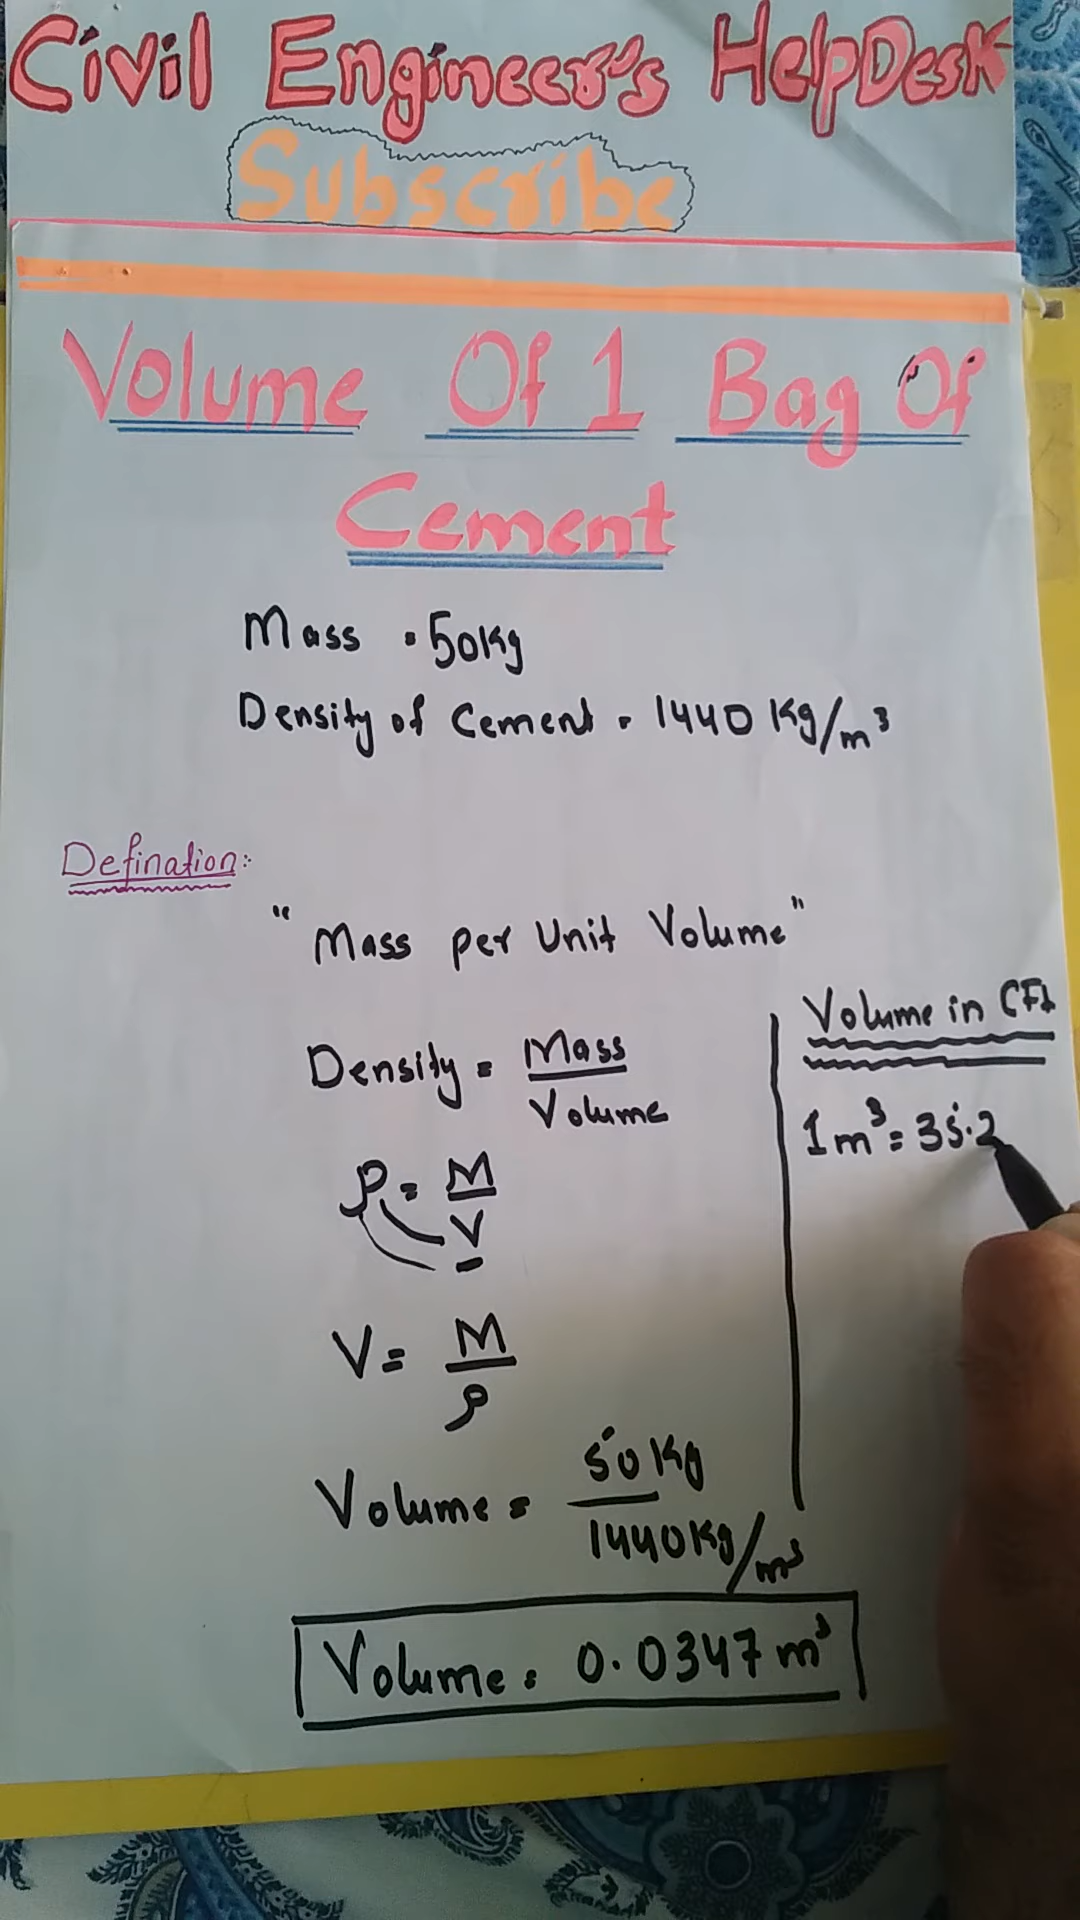 Civil Engineer's HelpDesk
Subscribe
Volume Of 1 Bag Of
Cement
Mass = 50Kg
Density of Cement = 1440 Kg/m³
Defination:
"Mass per Unit Volume"
Density = Mass
Volume
ρ = M
V
V = M
ρ
Volume = 50Kg
1440Kg/m³
Volume = 0.0347 m³
Volume in CFt
1m³ = 35.2